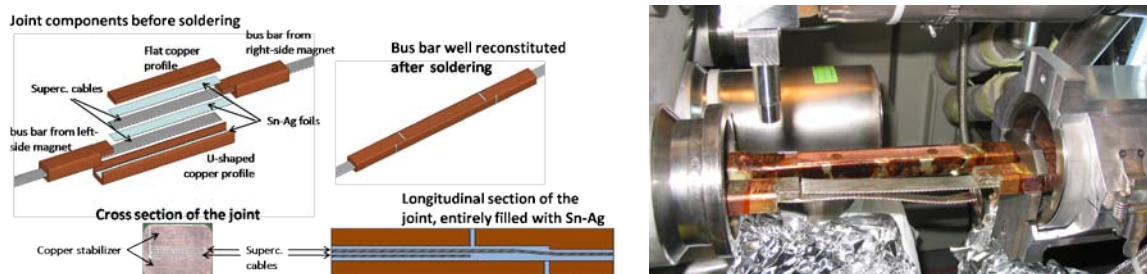 Joint components before soldering
bus bar from
right-side magnet
Flat copper
profile
Superc. cables
Sn-Ag foils
bus bar from left-
side magnet
U-shaped
copper profile
Bus bar well reconstituted
after soldering
Cross section of the joint
Longitudinal section of the
joint, entirely filled with Sn-Ag
Copper stabilizer
Superc.
cables